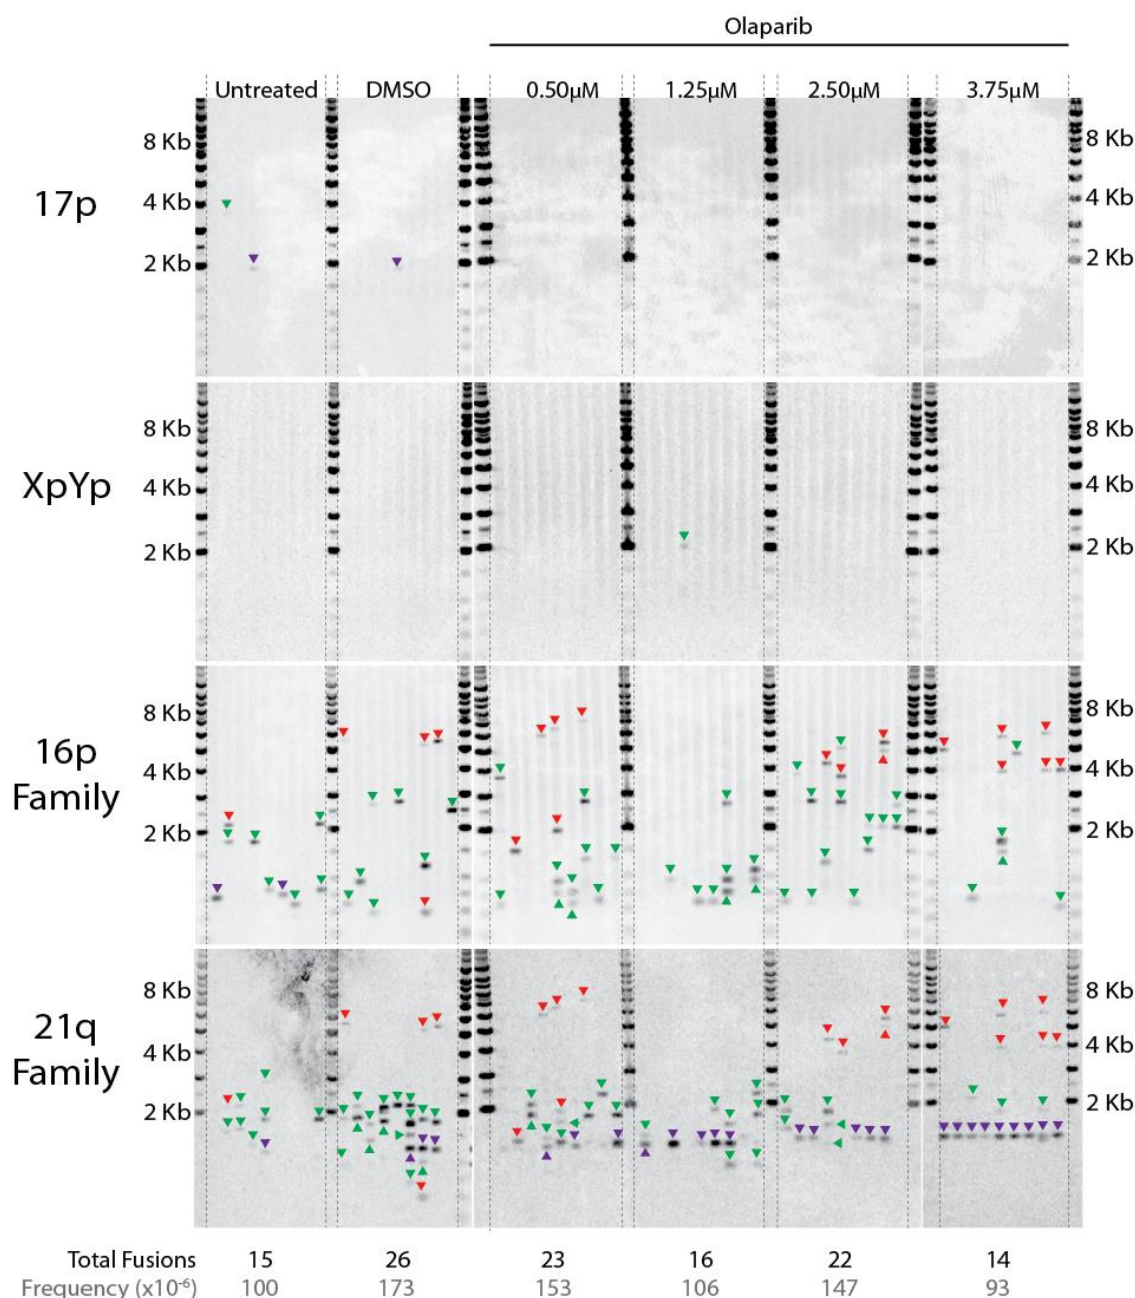 Olaparib
Untreated DMSO 0.50µM 1.25µM 2.50µM 3.75µM
17p
8 Kb 8 Kb
4 Kb 4 Kb
2 Kb 2 Kb
XpYp
8 Kb 8 Kb
4 Kb 4 Kb
2 Kb 2 Kb
16p
Family
8 Kb 8 Kb
4 Kb 4 Kb
2 Kb 2 Kb
21q
Family
8 Kb 8 Kb
4 Kb 4 Kb
2 Kb 2 Kb
Total Fusions 15 26 23 16 22 14
Frequency (x10⁻⁶) 100 173 153 106 147 93